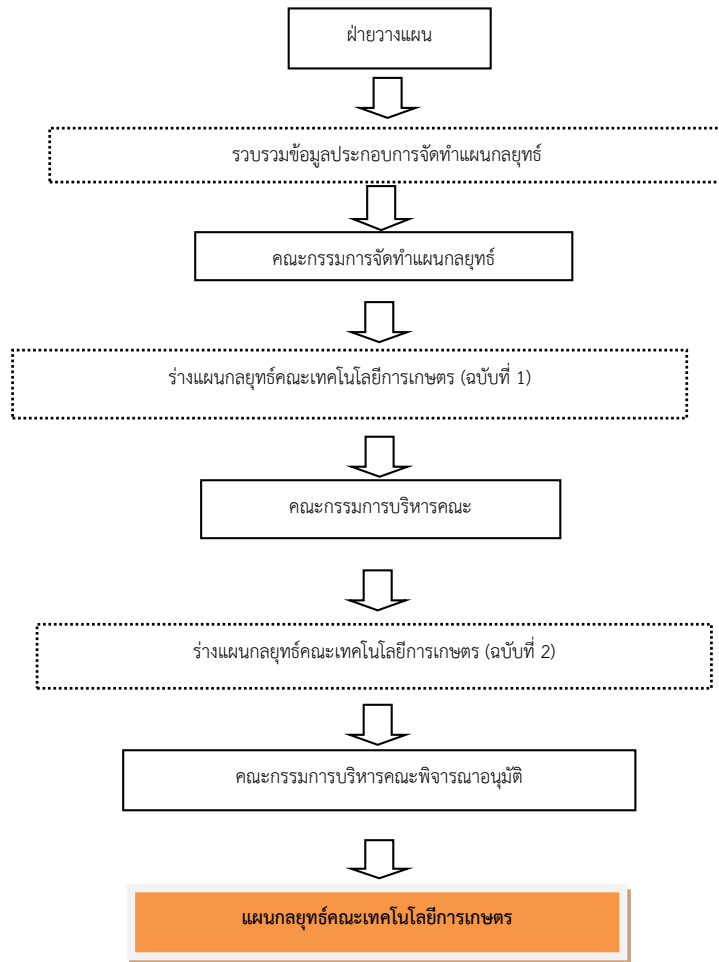 ฝ่ายวางแผน
รวบรวมข้อมูลประกอบการจัดทำแผนกลยุทธ์
คณะกรรมการจัดทำแผนกลยุทธ์
ร่างแผนกลยุทธ์คณะเทคโนโลยีการเกษตร (ฉบับที่ 1)
คณะกรรมการบริหารคณะ
ร่างแผนกลยุทธ์คณะเทคโนโลยีการเกษตร (ฉบับที่ 2)
คณะกรรมการบริหารคณะพิจารณาอนุมัติ
แผนกลยุทธ์คณะเทคโนโลยีการเกษตร